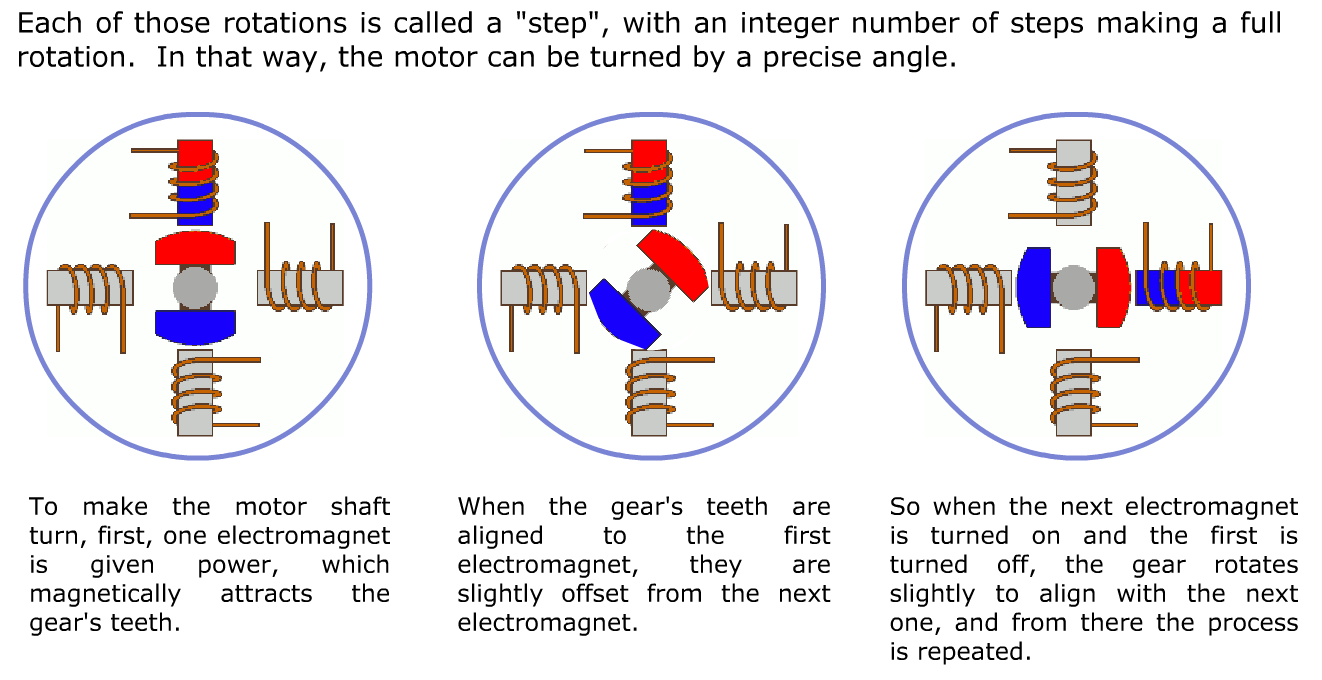 Each of those rotations is called a "step", with an integer number of steps making a full
rotation.  In that way, the motor can be turned by a precise angle.
To make the motor shaft
turn, first, one electromagnet
is given power, which
magnetically attracts the
gear's teeth.
When the gear's teeth are
aligned to the first
electromagnet, they are
slightly offset from the next
electromagnet.
So when the next electromagnet
is turned on and the first is
turned off, the gear rotates
slightly to align with the next
one, and from there the process
is repeated.